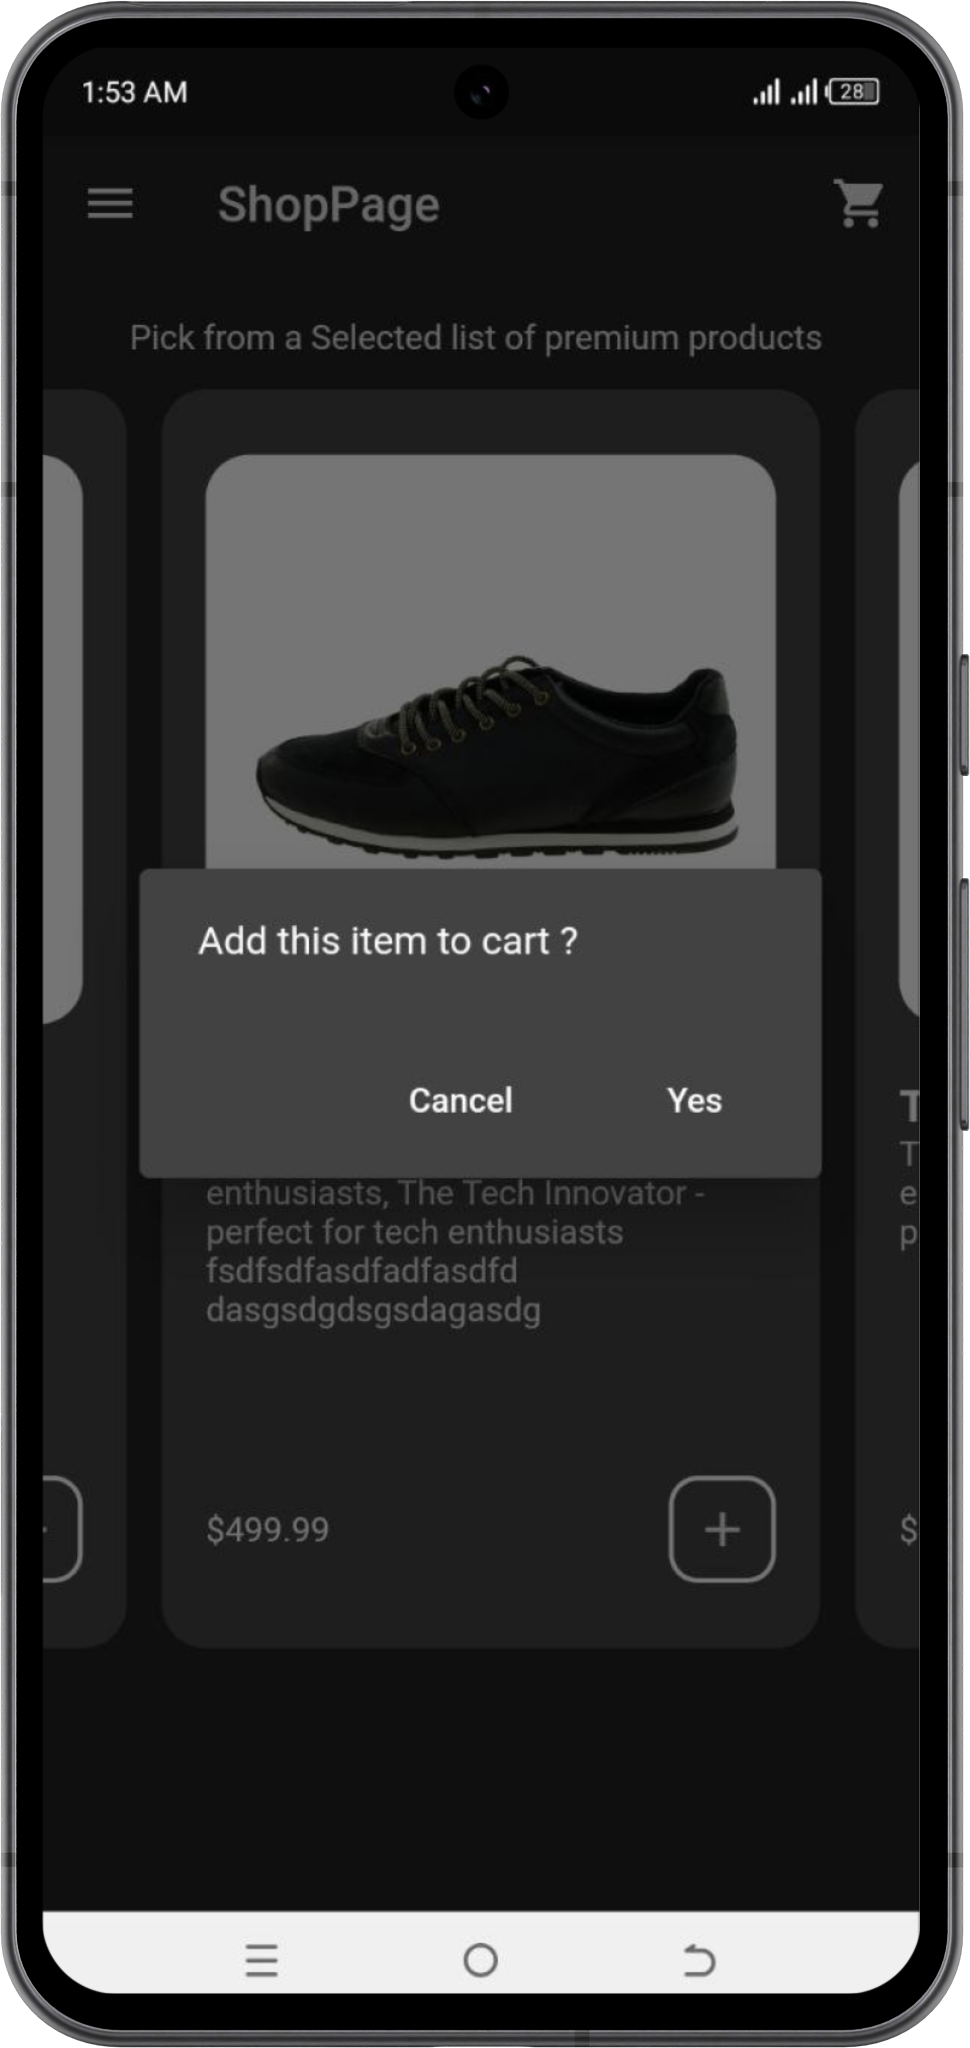 1:53 AM
28
ShopPage
Pick from a Selected list of premium products
Add this item to cart ?
Cancel
Yes
enthusiasts, The Tech Innovator -
perfect for tech enthusiasts
fsdfsdfasdfadfasdfd
dasgsdgdsgsdagasdg
T
T
e
p
$499.99
$